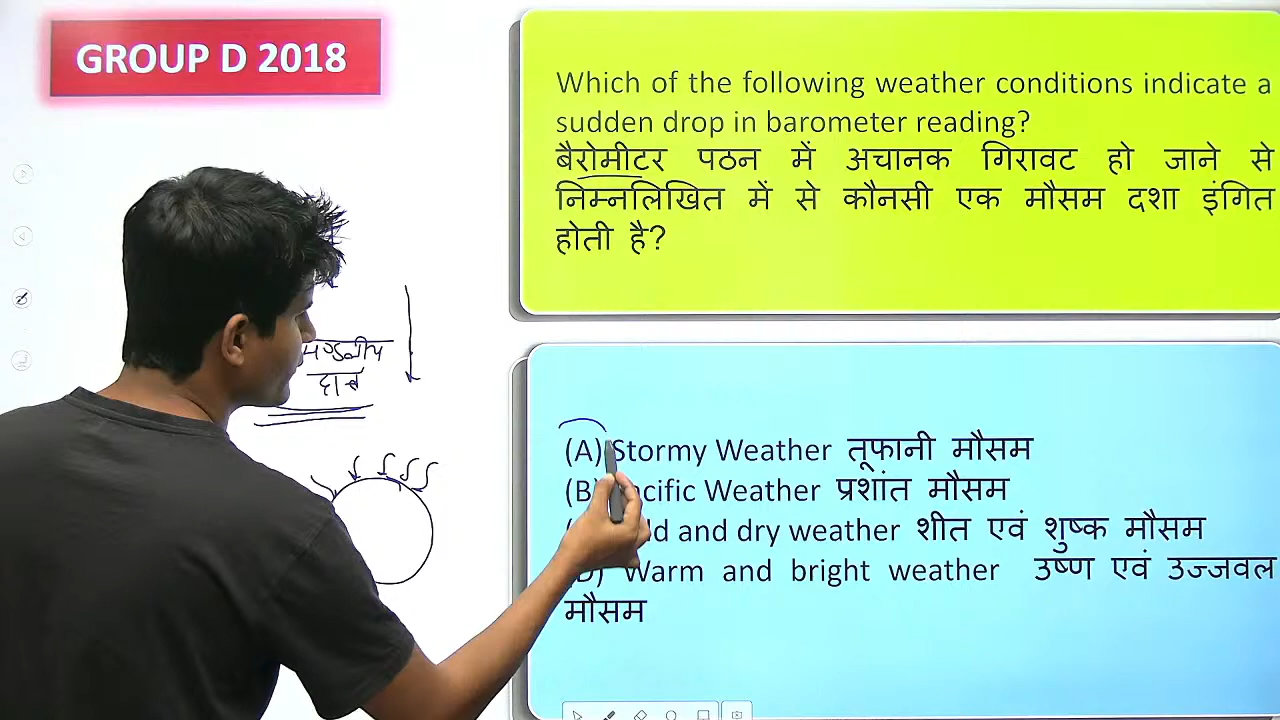 GROUP D 2018
Which of the following weather conditions indicate a
sudden drop in barometer reading?
बैरोमीटर पठन में अचानक गिरावट हो जाने से
निम्नलिखित में से कौनसी एक मौसम दशा इंगित
होती है?
(A) Stormy Weather तूफानी मौसम
(B) Weather प्रशांत मौसम
and dry weather शीत एवं शुष्क मौसम
Warm and bright weather उष्ण एवं उज्जवल
मौसम